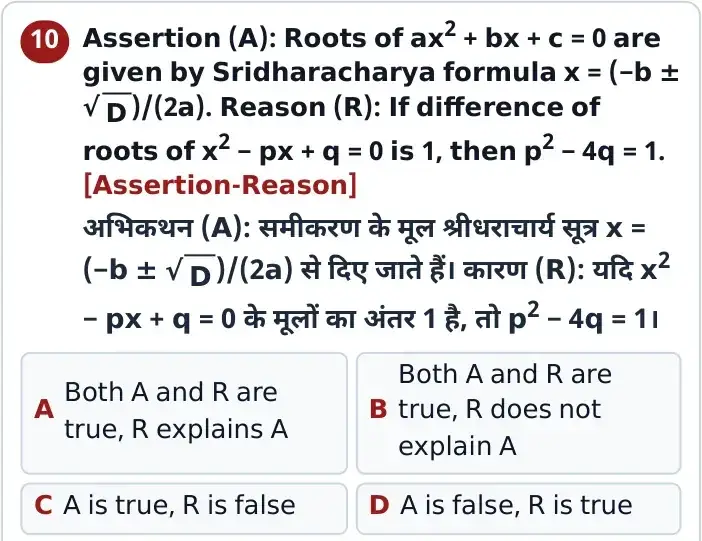 10 Assertion (A): Roots of ax² + bx + c = 0 are
given by Sridharacharya formula x = (−b ±
√D)/(2a). Reason (R): If difference of
roots of x² − px + q = 0 is 1, then p² − 4q = 1.
[Assertion-Reason]
अभिकथन (A): समीकरण के मूल श्रीधराचार्य सूत्र x =
(−b ± √D)/(2a) से दिए जाते हैं। कारण (R): यदि x²
− px + q = 0 के मूलों का अंतर 1 है, तो p² − 4q = 1।
A Both A and R are
true, R explains A
B Both A and R are
true, R does not
explain A
C A is true, R is false
D A is false, R is true